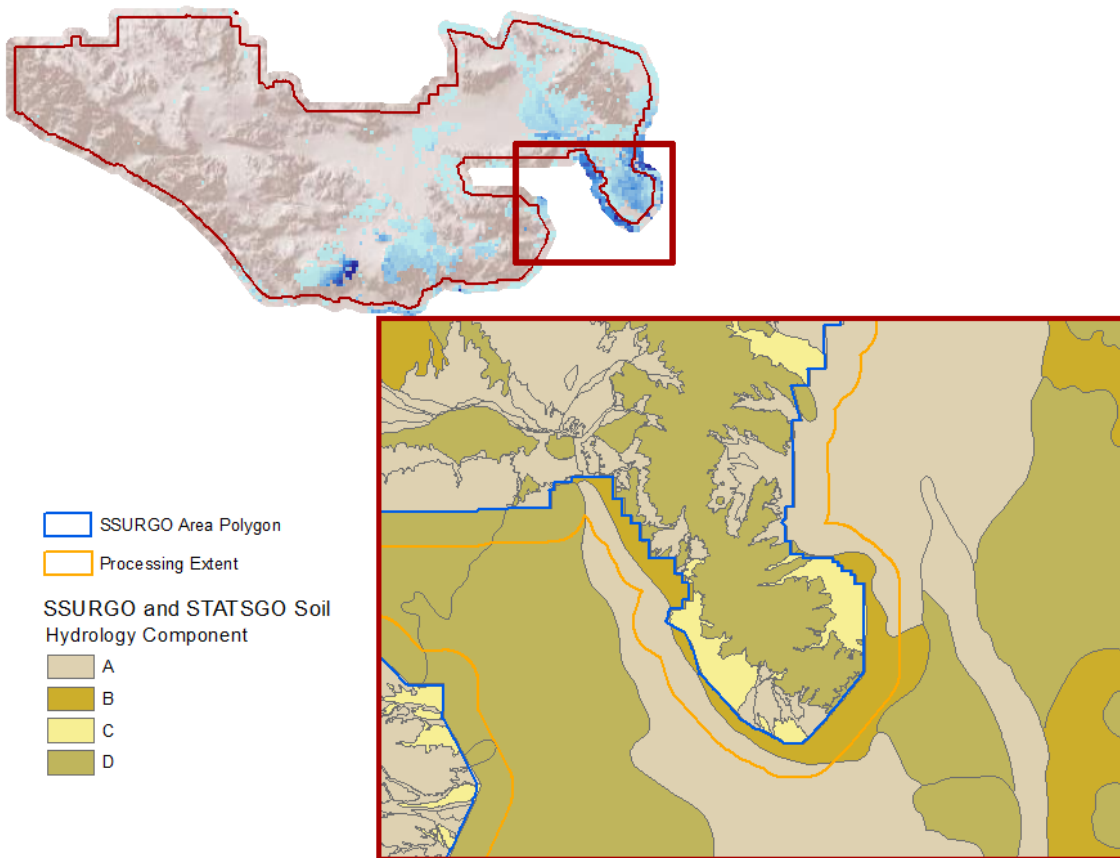 SSURGO Area Polygon
Processing Extent
SSURGO and STATSGO Soil
Hydrology Component
A
B
C
D